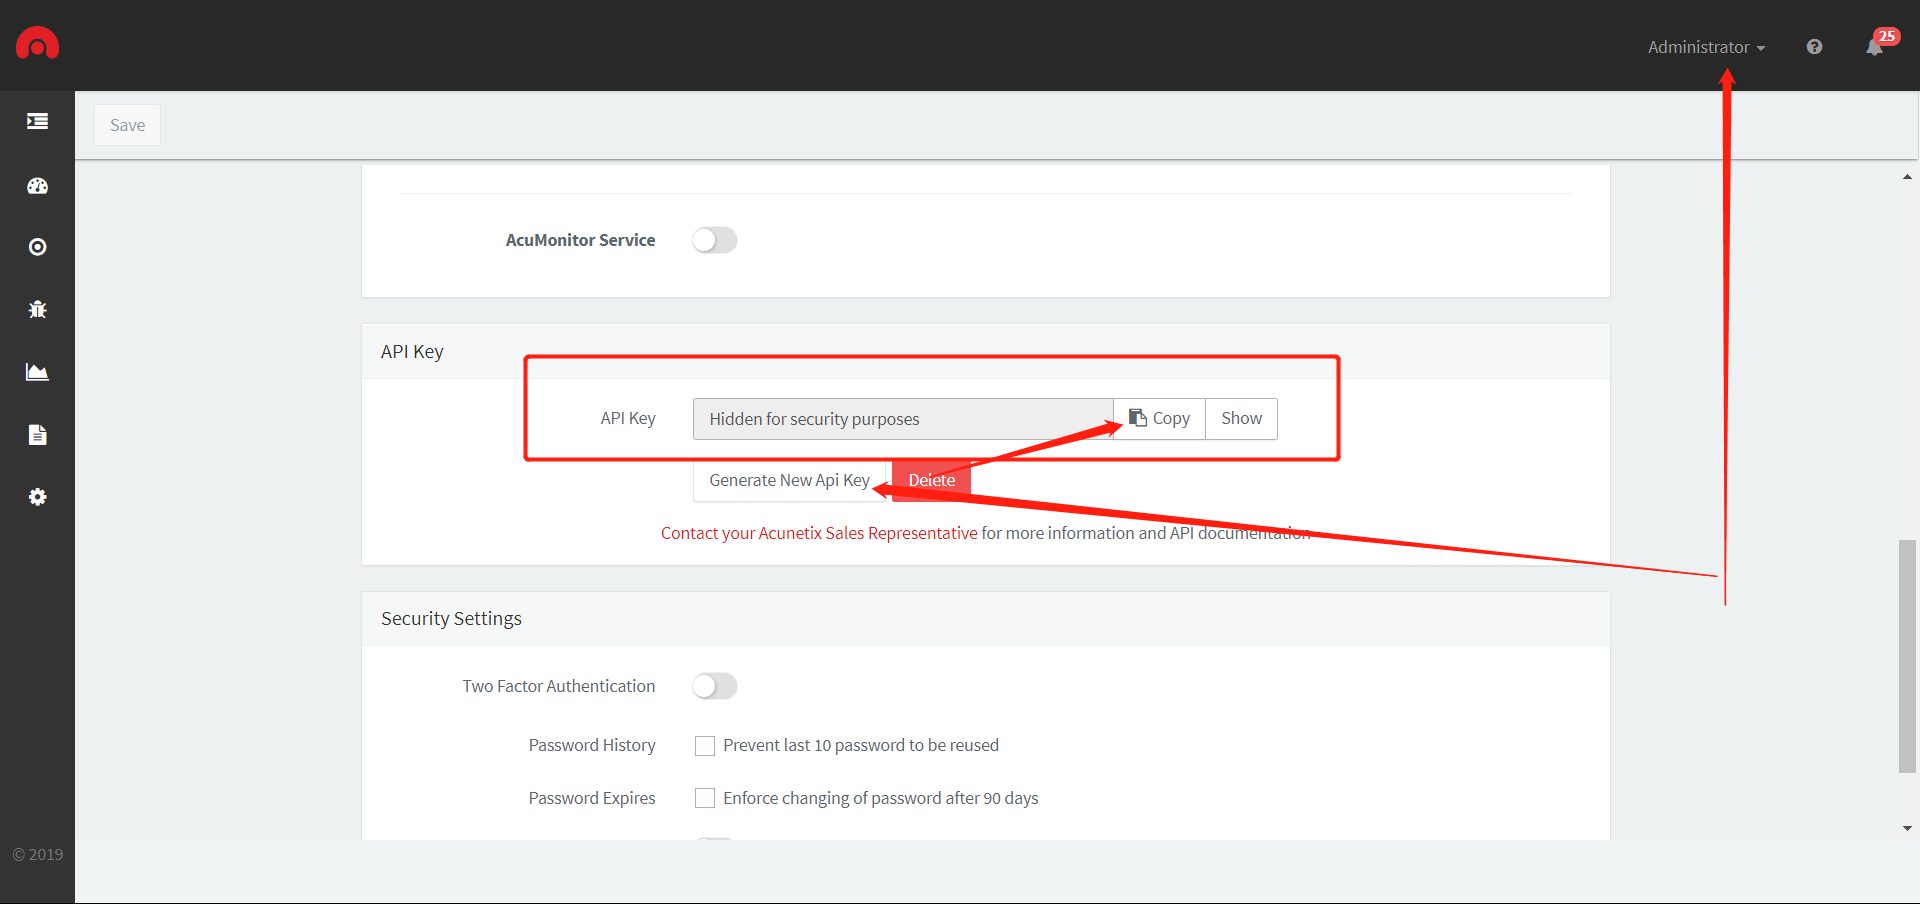 Administrator
25
Save
AcuMonitor Service
API Key
API Key
Hidden for security purposes
Copy
Show
Generate New Api Key
Delete
Contact your Acunetix Sales Representative for more information and API documentation
Security Settings
Two Factor Authentication
Password History
Prevent last 10 password to be reused
Password Expires
Enforce changing of password after 90 days
© 2019